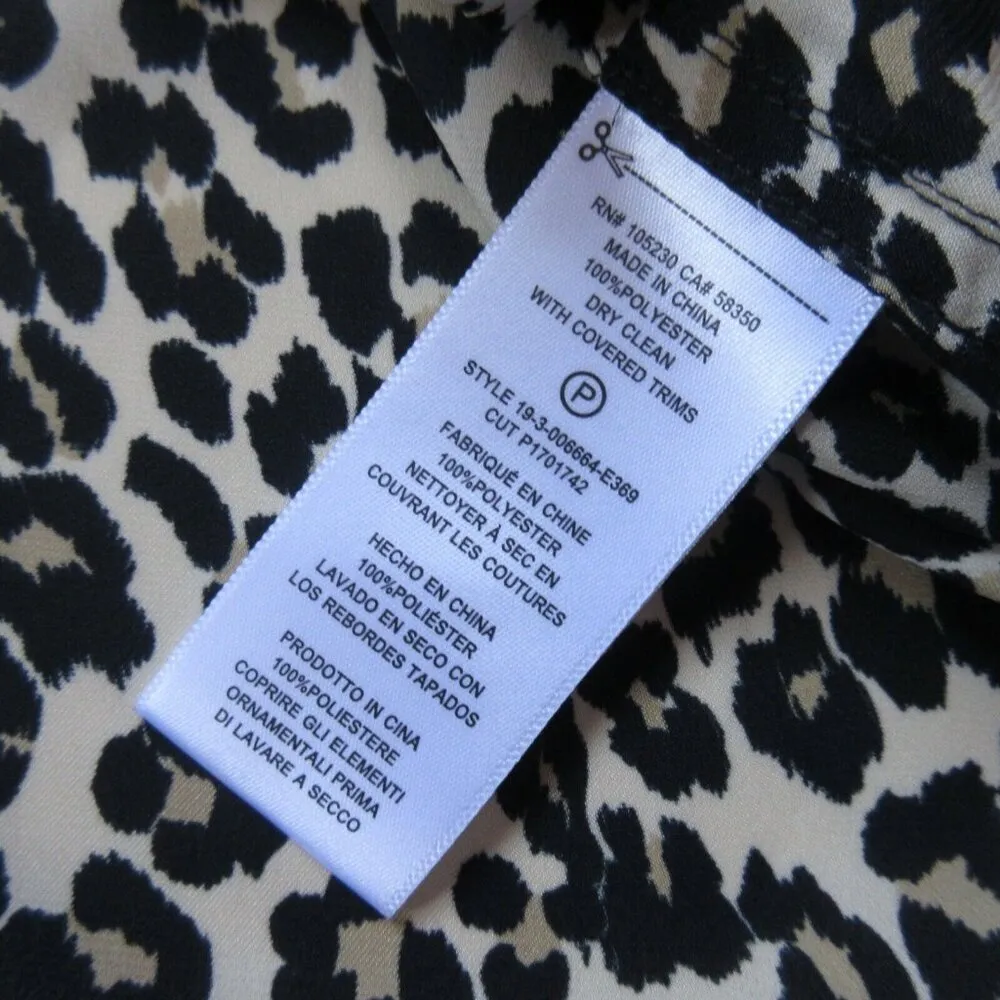 RN# 105230 CA# 58350
MADE IN CHINA
100%POLYESTER
DRY CLEAN
WITH COVERED TRIMS
P
STYLE 19-3-006664-E369
CUT P1701742
FABRIQUÉ EN CHINE
100%POLYESTER
NETTOYER À SEC EN
COUVRANT LES COUTURES
HECHO EN CHINA
100%POLIÉSTER
LAVADO EN SECO CON
LOS REBORDES TAPADOS
PRODOTTO IN CINA
100%POLIESTERE
COPRIRE GLI ELEMENTI
ORNAMENTALI PRIMA
DI LAVARE A SECCO